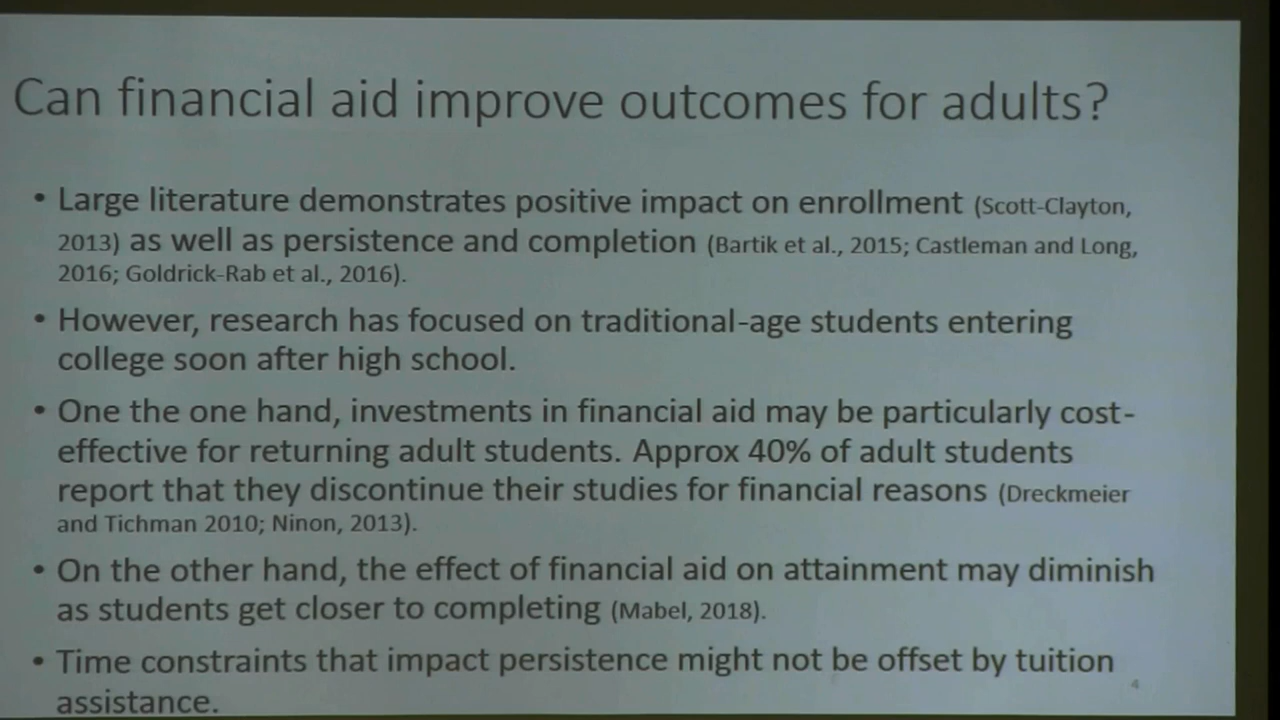 Can financial aid improve outcomes for adults?
• Large literature demonstrates positive impact on enrollment (Scott-Clayton,
2013) as well as persistence and completion (Bartik et al., 2015; Castleman and Long,
2016; Goldrick-Rab et al., 2016).
• However, research has focused on traditional-age students entering
college soon after high school.
• One the one hand, investments in financial aid may be particularly cost-
effective for returning adult students. Approx 40% of adult students
report that they discontinue their studies for financial reasons (Dreckmeier
and Tichman 2010; Ninon, 2013).
• On the other hand, the effect of financial aid on attainment may diminish
as students get closer to completing (Mabel, 2018).
• Time constraints that impact persistence might not be offset by tuition
assistance.
4